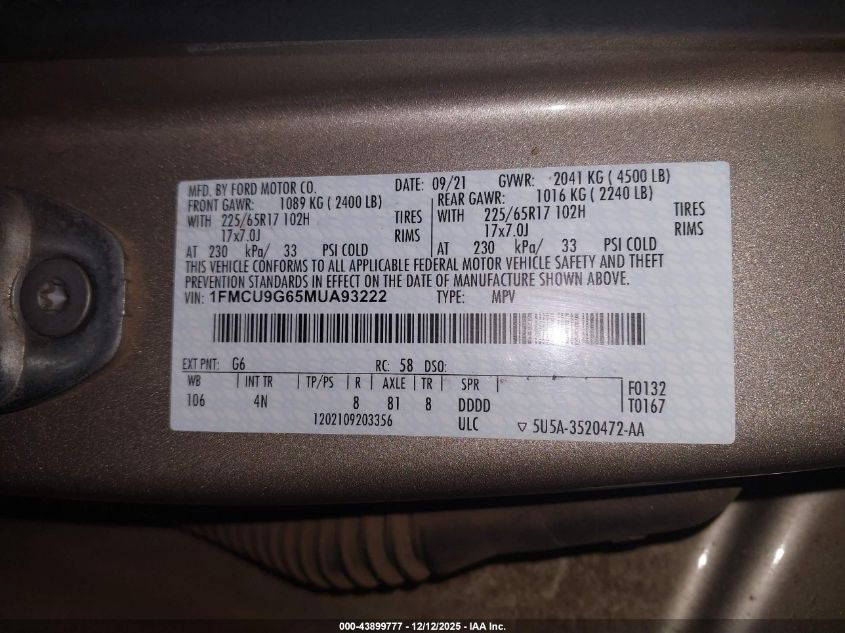 MFD. BY FORD MOTOR CO. DATE: 09/21 GVWR: 2041 KG ( 4500 LB)
FRONT GAWR: 1089 KG ( 2400 LB) REAR GAWR: 1016 KG ( 2240 LB)
WITH 225/65R17 102H TIRES WITH 225/65R17 102H TIRES
17x7.0J RIMS 17x7.0J RIMS
AT 230 kPa/ 33 PSI COLD AT 230 kPa/ 33 PSI COLD
THIS VEHICLE CONFORMS TO ALL APPLICABLE FEDERAL MOTOR VEHICLE SAFETY AND THEFT
PREVENTION STANDARDS IN EFFECT ON THE DATE OF MANUFACTURE SHOWN ABOVE.
VIN: 1FMCU9G65MUA93222 TYPE: MPV
EXT PNT: G6 RC: 58 DSO:
WB INT TR TP/PS R AXLE TR SPR F0132
106 4N 8 81 8 DDDD T0167
1202109203356 ULC ▽ 5U5A-3520472-AA
000-43899777 - 12/12/2025 - IAA Inc.